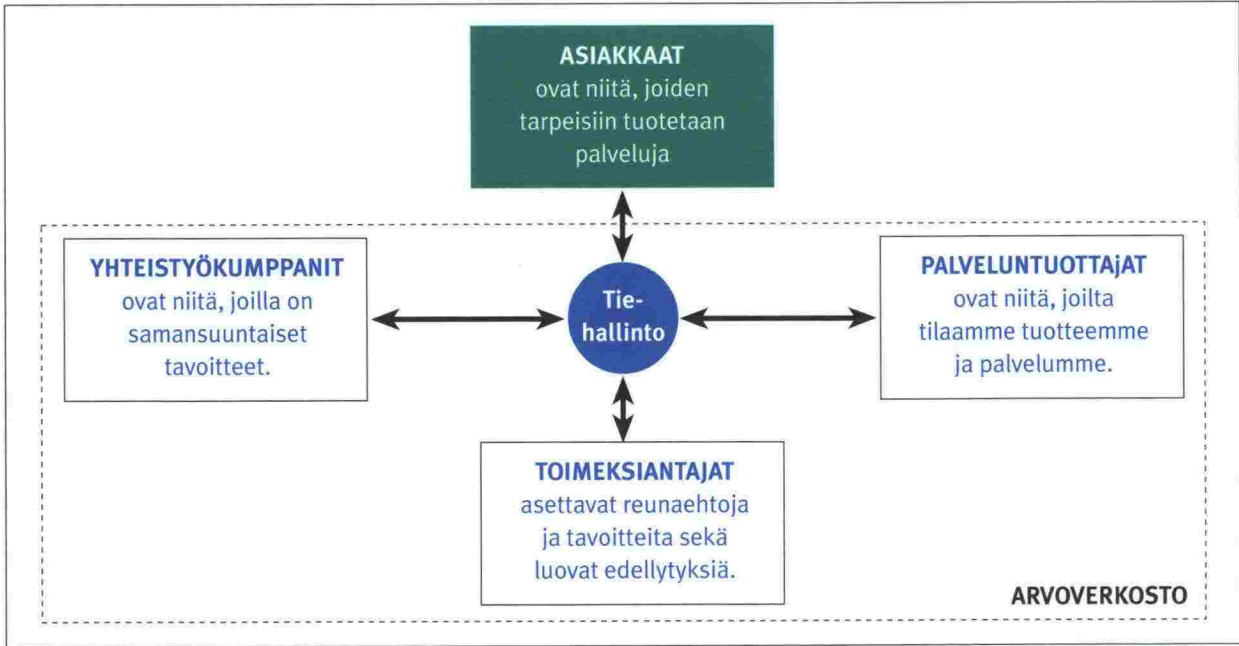 ASIAKKAAT
ovat niitä, joiden
tarpeisiin tuotetaan
palveluja
YHTEISTYÖKUMPPANIT
ovat niitä, joilla on
samansuuntaiset
tavoitteet.
Tie-
hallinto
PALVELUNTUOTTAjAT
ovat niitä, joilta
tilaamme tuotteemme
ja palvelumme.
TOIMEKSIANTAJAT
asettavat reunaehtoja
ja tavoitteita sekä
luovat edellytyksiä.
ARVOVERKOSTO